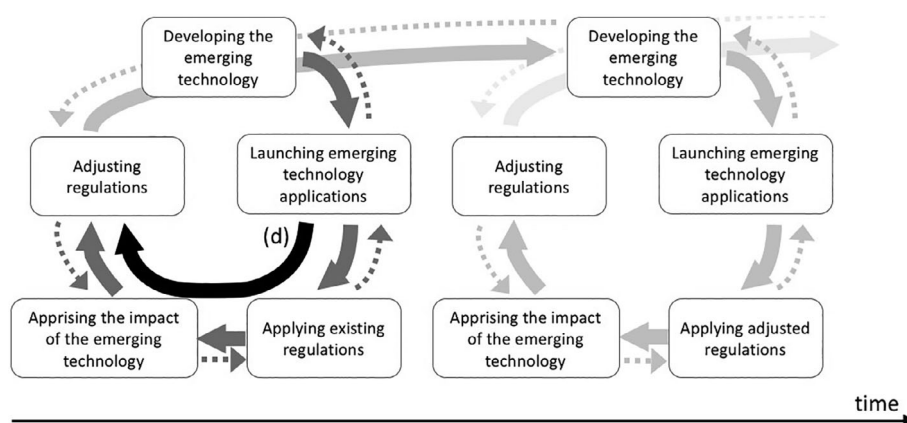 Developing the
emerging
technology
Developing the
emerging
technology
Adjusting
regulations
Launching emerging
technology
applications
Adjusting
regulations
Launching emerging
technology
applications
(d)
Apprising the impact
of the emerging
technology
Applying existing
regulations
Apprising the impact
of the emerging
technology
Applying adjusted
regulations
time